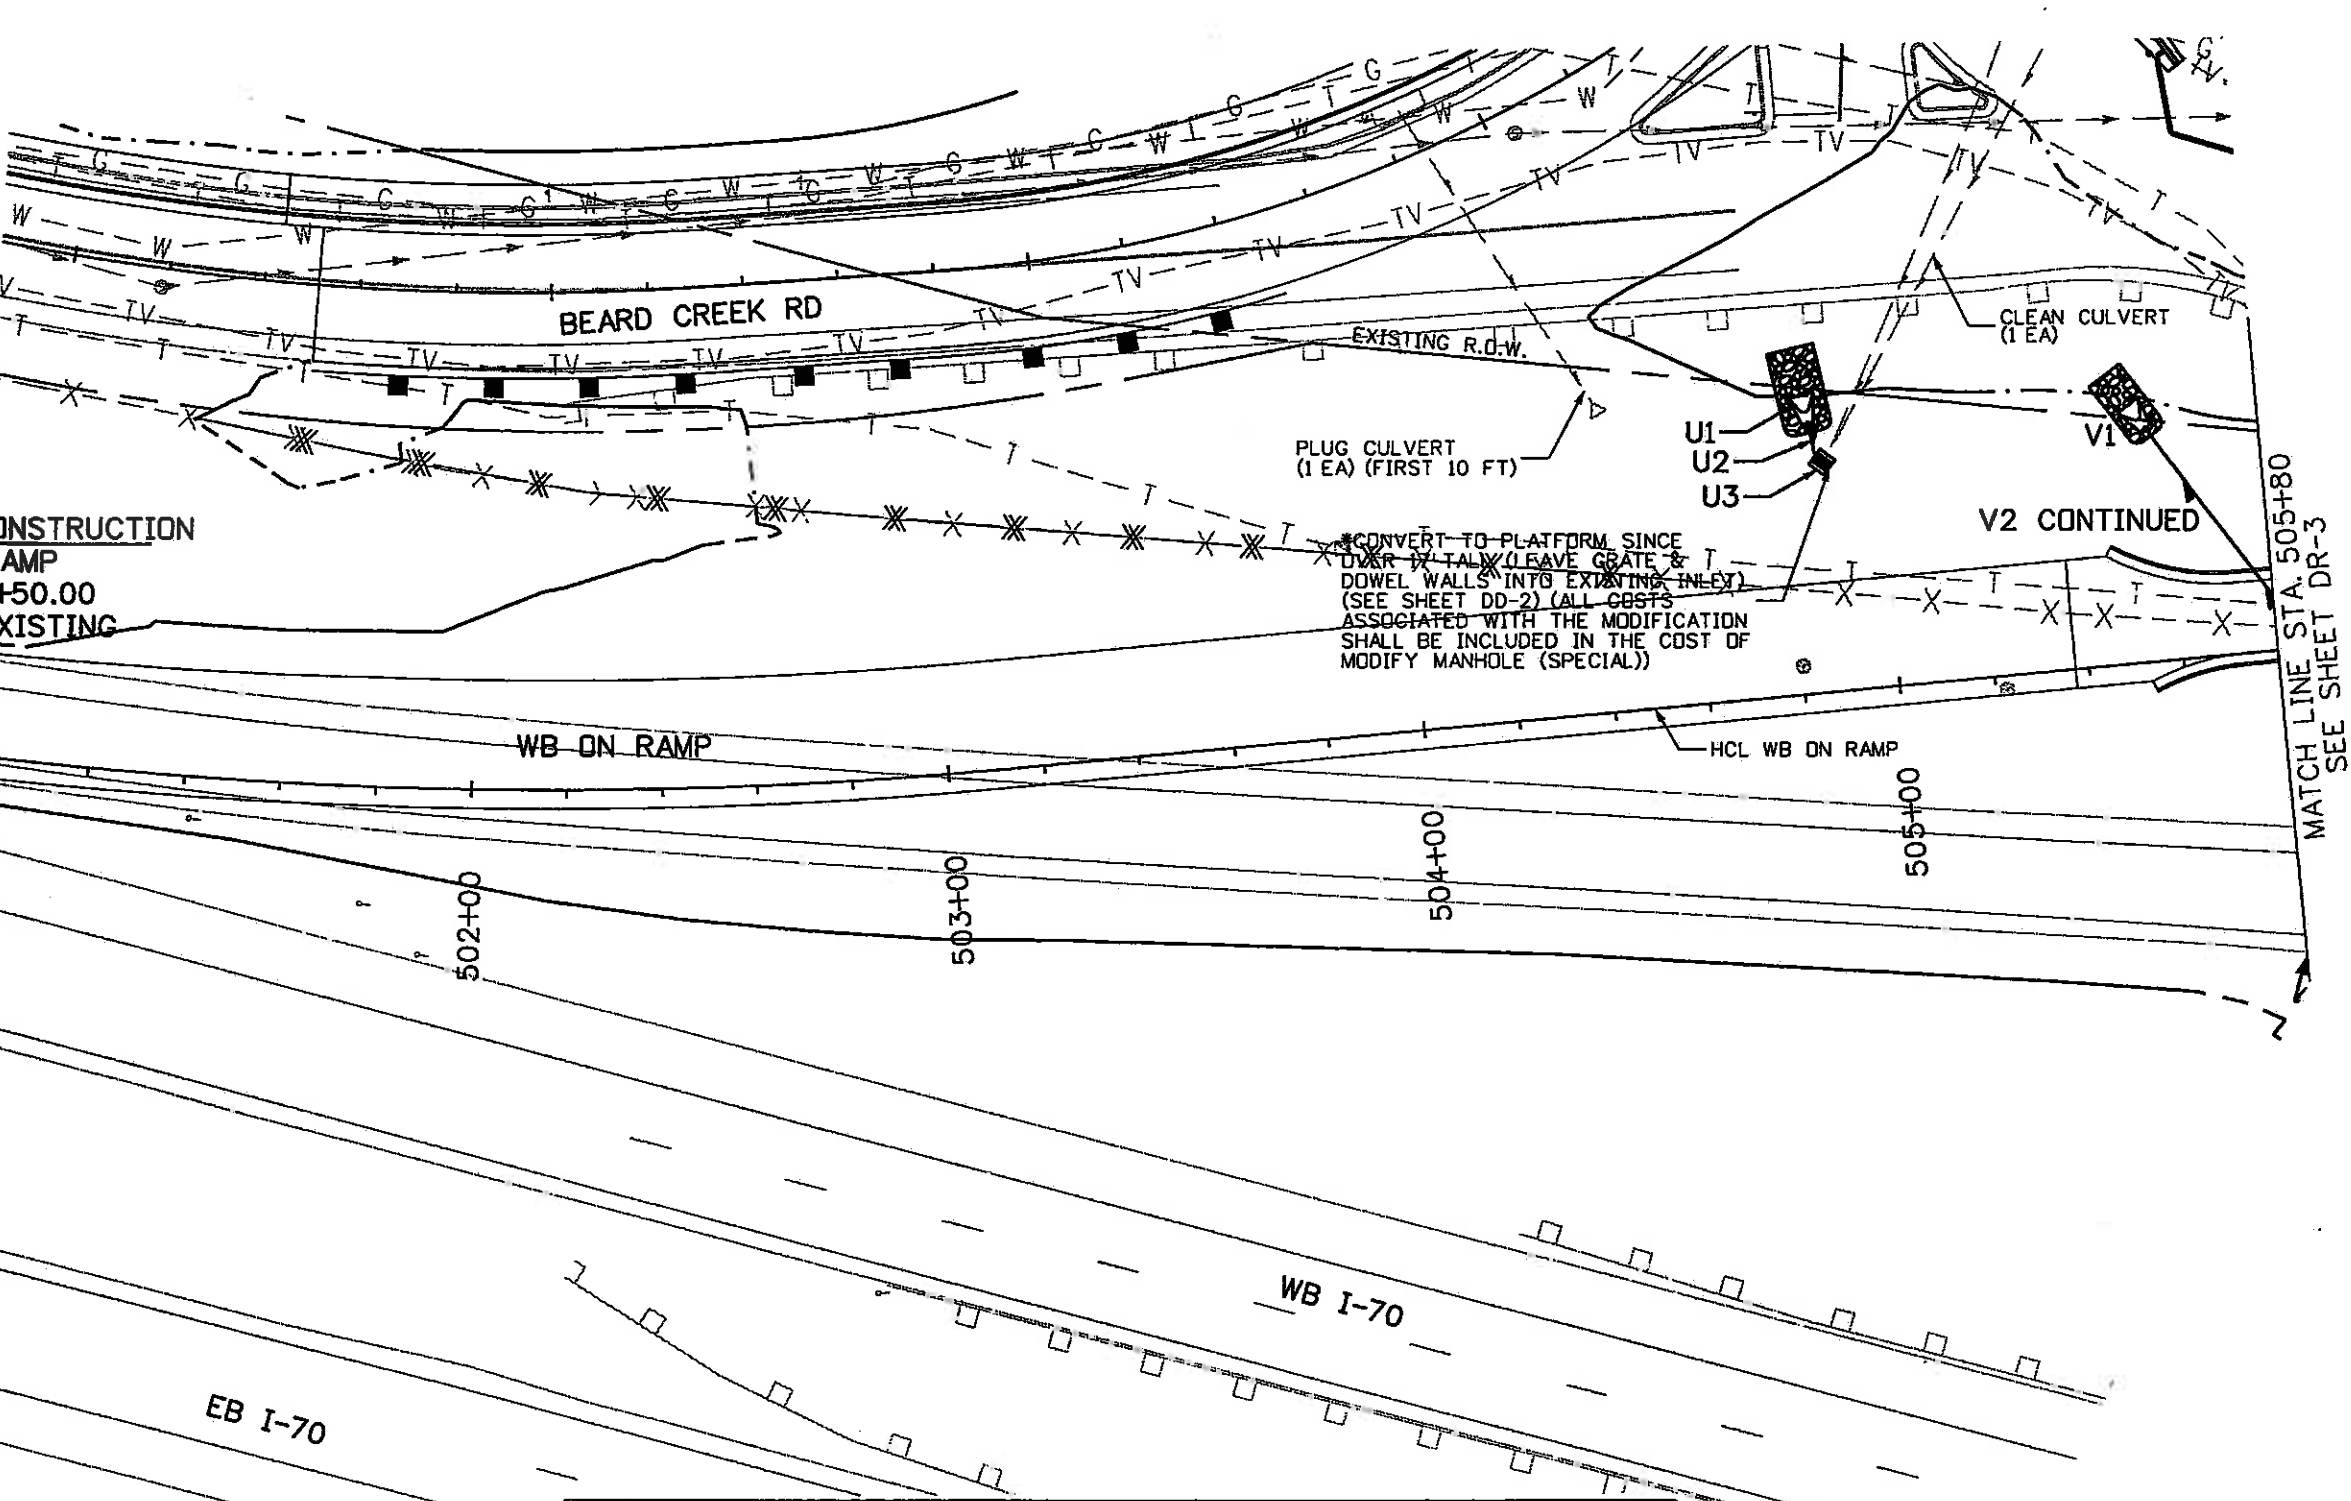 BEARD CREEK RD
EXISTING R.O.W.
CLEAN CULVERT
(1 EA)
PLUG CULVERT
(1 EA) (FIRST 10 FT)
U1
U2
U3
V1
V2 CONTINUED
ONSTRUCTION
AMP
+50.00
XISTING
*CONVERT TO PLATFORM SINCE
OVER 12' TALL (LEAVE GRATE &
DOWEL WALLS INTO EXISTING INLET)
(SEE SHEET DD-2) (ALL COSTS
ASSOCIATED WITH THE MODIFICATION
SHALL BE INCLUDED IN THE COST OF
MODIFY MANHOLE (SPECIAL))
MATCH LINE STA. 505+80
SEE SHEET DR-3
WB ON RAMP
HCL WB ON RAMP
502+00
503+00
504+00
505+00
WB I-70
EB I-70